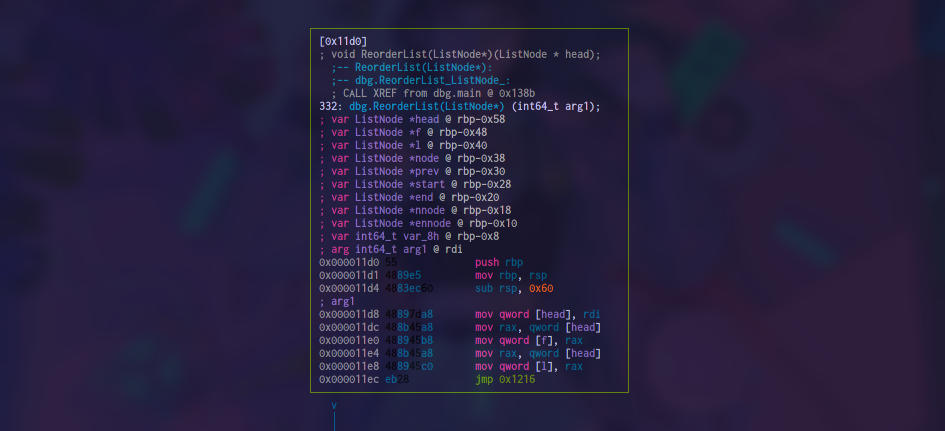 [0x11d0]
; void ReorderList(ListNode*)(ListNode * head);
;-- ReorderList(ListNode*):
;-- dbg.ReorderList_ListNode_:
; CALL XREF from dbg.main @ 0x138b
332: dbg.ReorderList(ListNode*) (int64_t arg1);
; var ListNode *head @ rbp-0x58
; var ListNode *f @ rbp-0x48
; var ListNode *l @ rbp-0x40
; var ListNode *node @ rbp-0x38
; var ListNode *prev @ rbp-0x30
; var ListNode *start @ rbp-0x28
; var ListNode *end @ rbp-0x20
; var ListNode *nnode @ rbp-0x18
; var ListNode *ennode @ rbp-0x10
; var int64_t var_8h @ rbp-0x8
; arg int64_t arg1 @ rdi
0x000011d0 55 push rbp
0x000011d1 4889e5 mov rbp, rsp
0x000011d4 4883ec60 sub rsp, 0x60
; arg1
0x000011d8 48897da8 mov qword [head], rdi
0x000011dc 488b45a8 mov rax, qword [head]
0x000011e0 488945b8 mov qword [f], rax
0x000011e4 488b45a8 mov rax, qword [head]
0x000011e8 488945c0 mov qword [l], rax
0x000011ec eb28 jmp 0x1216
v